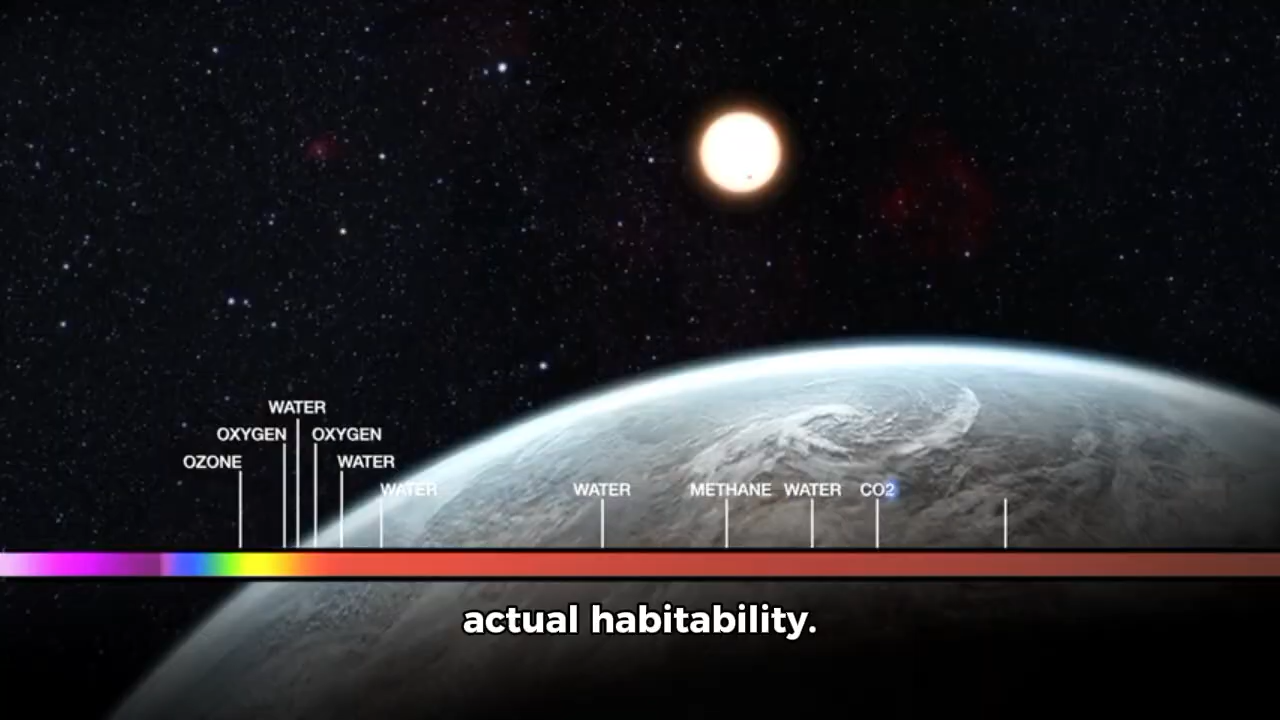 WATER
OXYGEN OXYGEN
OZONE WATER
WATER WATER METHANE WATER CO2
actual habitability.